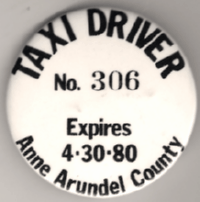 TAXI DRIVER
No. 306
Expires
4·30·80
Anne Arundel County